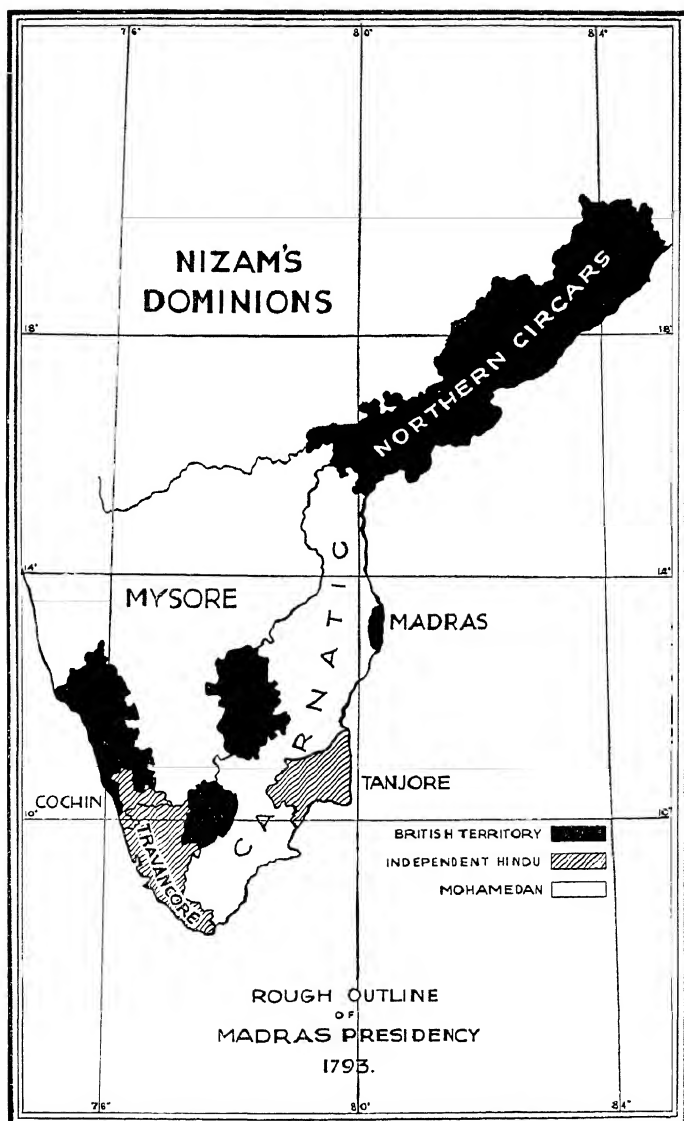 76° 80° 84°
NIZAM'S
DOMINIONS
NORTHERN CIRCARS
18° 18°
14° 14°
MYSORE
CARNATIC
MADRAS
COCHIN
TANJORE
10° 10°
TRAVANCORE
BRITISH TERRITORY
INDEPENDENT HINDU
MOHAMEDAN
ROUGH OUTLINE
OF
MADRAS PRESIDENCY
1793.
76° 80° 84°